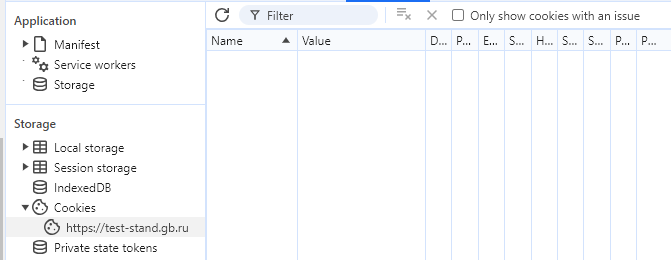 Application
Manifest
Service workers
Storage
Storage
Local storage
Session storage
IndexedDB
Cookies
https://test-stand.gb.ru
Private state tokens
Filter
Only show cookies with an issue
Name Value D... P... E... S... H... S... S... P... P...